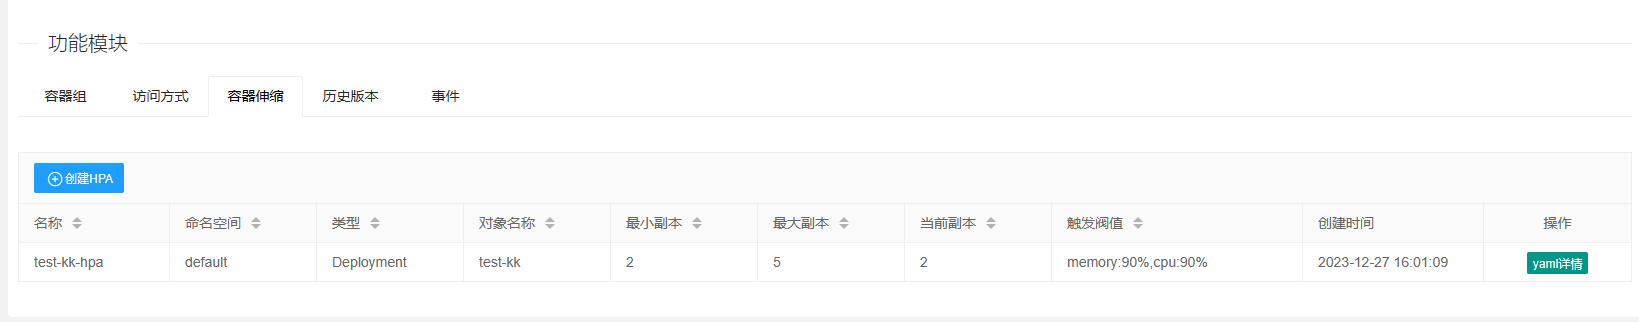 功能模块
容器组 访问方式 容器伸缩 历史版本 事件
创建HPA
名称 命名空间 类型 对象名称 最小副本 最大副本 当前副本 触发阀值 创建时间 操作
test-kk-hpa default Deployment test-kk 2 5 2 memory:90%,cpu:90% 2023-12-27 16:01:09 yaml详情